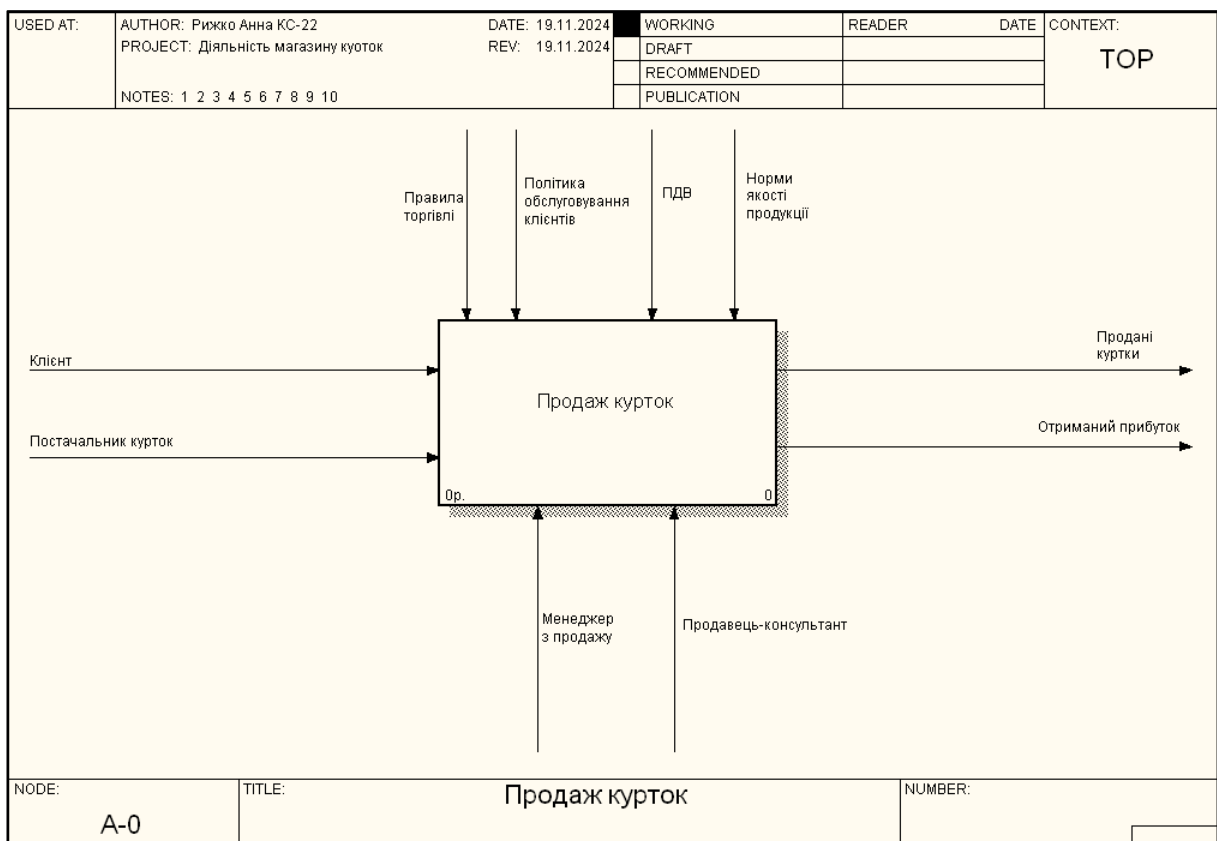 USED AT:
AUTHOR: Рижко Анна КС-22
DATE: 19.11.2024
WORKING
READER
DATE
CONTEXT:
PROJECT: Діяльність магазину куоток
REV: 19.11.2024
DRAFT
TOP
RECOMMENDED
NOTES: 1 2 3 4 5 6 7 8 9 10
PUBLICATION
Правила
торгівлі
Політика
обслуговування
клієнтів
ПДВ
Норми
якості
продукції
Клієнт
Постачальник курток
Продаж курток
0р.
0
Продані
куртки
Отриманий прибуток
Менеджер
з продажу
Продавець-консультант
NODE:
A-0
TITLE:
Продаж курток
NUMBER: